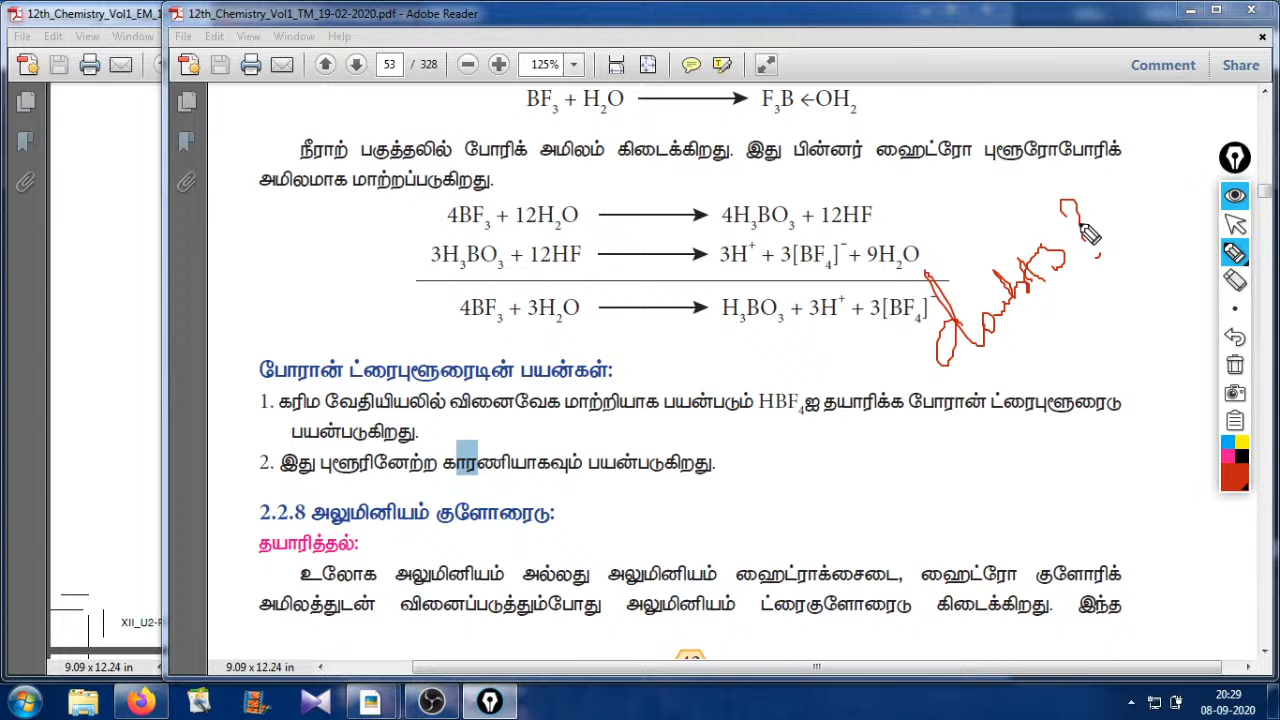 12th_Chemistry_Vol1_EM_1
12th_Chemistry_Vol1_TM_19-02-2020.pdf - Adobe Reader
File Edit View Window
File Edit View Window Help
53 / 328 125% Comment Share
BF₃ + H₂O ⟶ F₃B ←OH₂
நீராற் பகுத்தலில் போரிக் அமிலம் கிடைக்கிறது. இது பின்னர் ஹைட்ரோ புளூரோபோரிக்
அமிலமாக மாற்றப்படுகிறது.
4BF₃ + 12H₂O ⟶ 4H₃BO₃ + 12HF
3H₃BO₃ + 12HF ⟶ 3H⁺ + 3[BF₄]⁻ + 9H₂O
4BF₃ + 3H₂O ⟶ H₃BO₃ + 3H⁺ + 3[BF₄]⁻
போரான் ட்ரைபுளூரைடின் பயன்கள்:
1. கரிம வேதியியலில் வினைவேக மாற்றியாக பயன்படும் HBF₄ஐ தயாரிக்க போரான் ட்ரைபுளூரைடு
பயன்படுகிறது.
2. இது புளூரினேற்ற காரணியாகவும் பயன்படுகிறது.
2.2.8 அலுமினியம் குளோரைடு:
தயாரித்தல்:
உலோக அலுமினியம் அல்லது அலுமினியம் ஹைட்ராக்சைடை, ஹைட்ரோ குளோரிக்
அமிலத்துடன் வினைப்படுத்தும்போது அலுமினியம் ட்ரைகுளோரைடு கிடைக்கிறது. இந்த
XII_U2-
9.09 x 12.24 in
9.09 x 12.24 in
20:29
08-09-2020